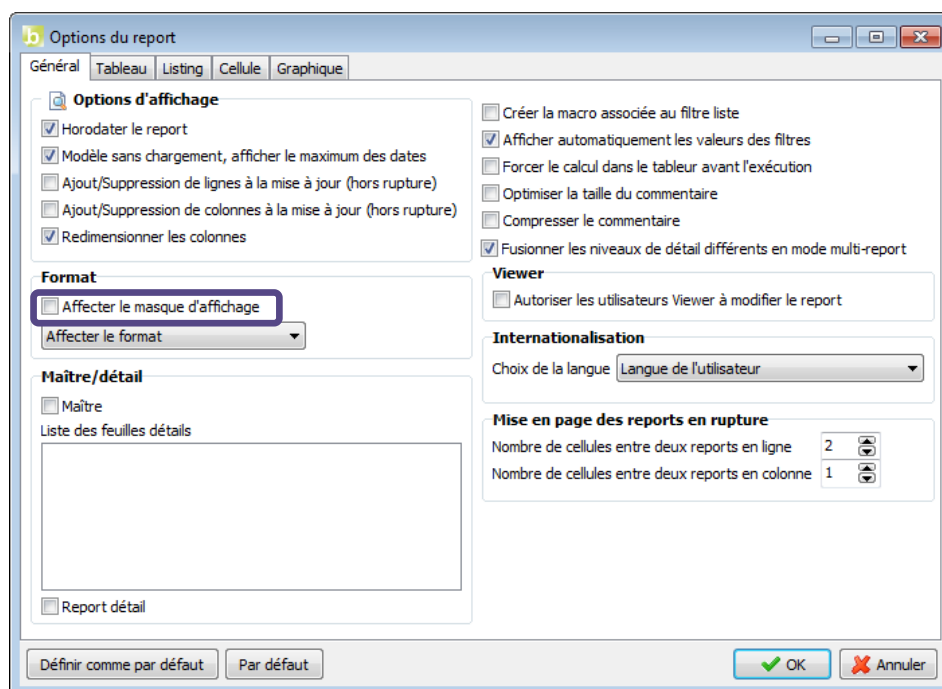 Options du report
Général Tableau Listing Cellule Graphique
Options d'affichage
Horodater le report
Modèle sans chargement, afficher le maximum des dates
Ajout/Suppression de lignes à la mise à jour (hors rupture)
Ajout/Suppression de colonnes à la mise à jour (hors rupture)
Redimensionner les colonnes
Format
Affecter le masque d'affichage
Affecter le format
Maître/détail
Maître
Liste des feuilles détails
Report détail
Créer la macro associée au filtre liste
Afficher automatiquement les valeurs des filtres
Forcer le calcul dans le tableur avant l'exécution
Optimiser la taille du commentaire
Compresser le commentaire
Fusionner les niveaux de détail différents en mode multi-report
Viewer
Autoriser les utilisateurs Viewer à modifier le report
Internationalisation
Choix de la langue Langue de l'utilisateur
Mise en page des reports en rupture
Nombre de cellules entre deux reports en ligne 2
Nombre de cellules entre deux reports en colonne 1
Définir comme par défaut Par défaut OK Annuler